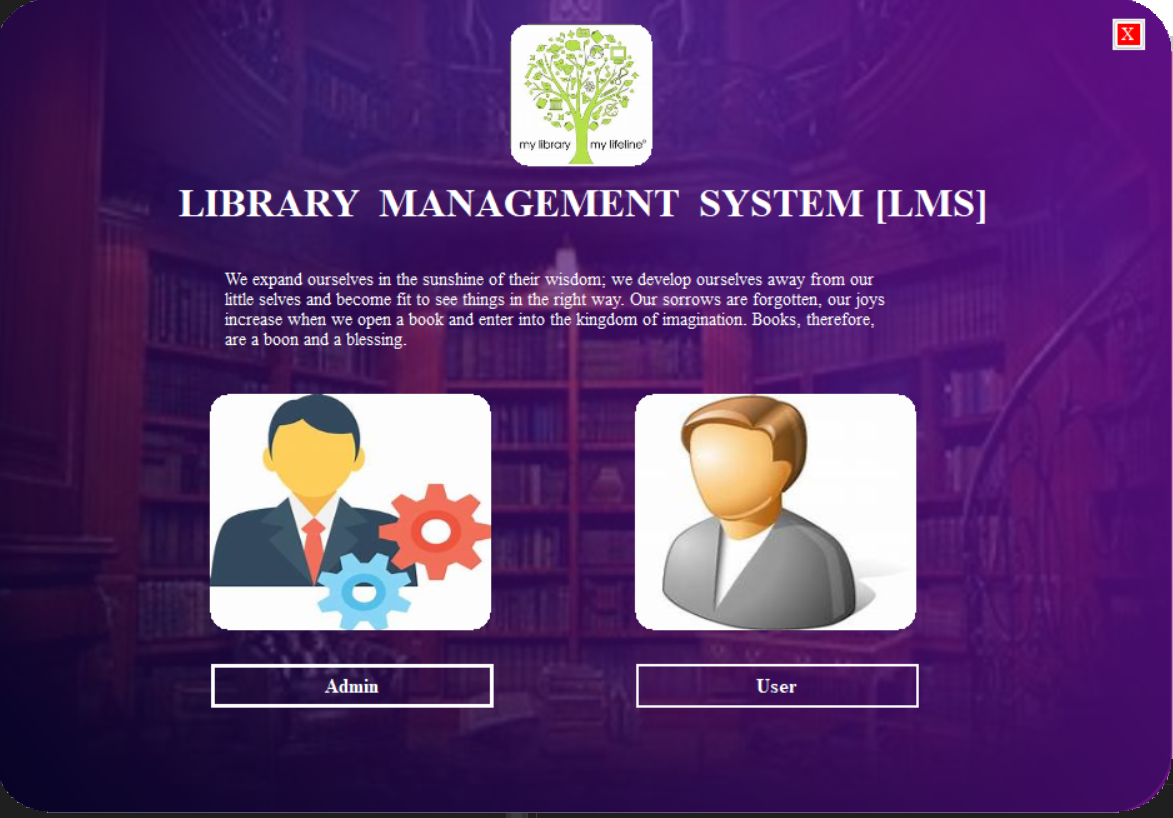 X
my library my lifeline®
LIBRARY MANAGEMENT SYSTEM [LMS]
We expand ourselves in the sunshine of their wisdom; we develop ourselves away from our
little selves and become fit to see things in the right way. Our sorrows are forgotten, our joys
increase when we open a book and enter into the kingdom of imagination. Books, therefore,
are a boon and a blessing.
Admin
User